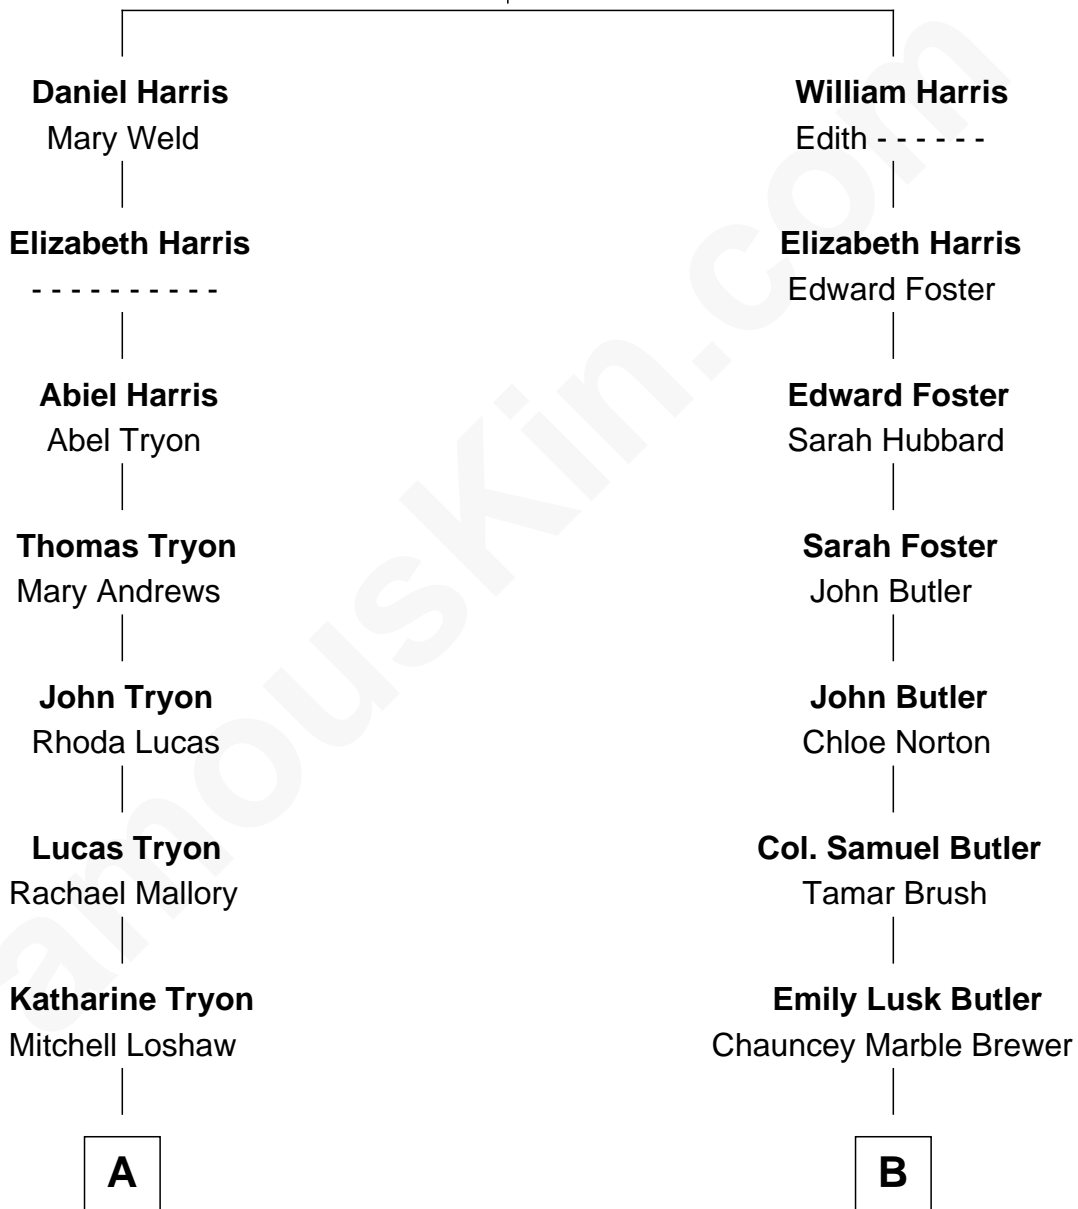 Daniel Harris
Mary Weld
Elizabeth Harris
- - - - - - - - - -
Abiel Harris
Abel Tryon
Thomas Tryon
Mary Andrews
John Tryon
Rhoda Lucas
Lucas Tryon
Rachael Mallory
Katharine Tryon
Mitchell Loshaw
A
William Harris
Edith - - - - - -
Elizabeth Harris
Edward Foster
Edward Foster
Sarah Hubbard
Sarah Foster
John Butler
John Butler
Chloe Norton
Col. Samuel Butler
Tamar Brush
Emily Lusk Butler
Chauncey Marble Brewer
B
amousKin.com